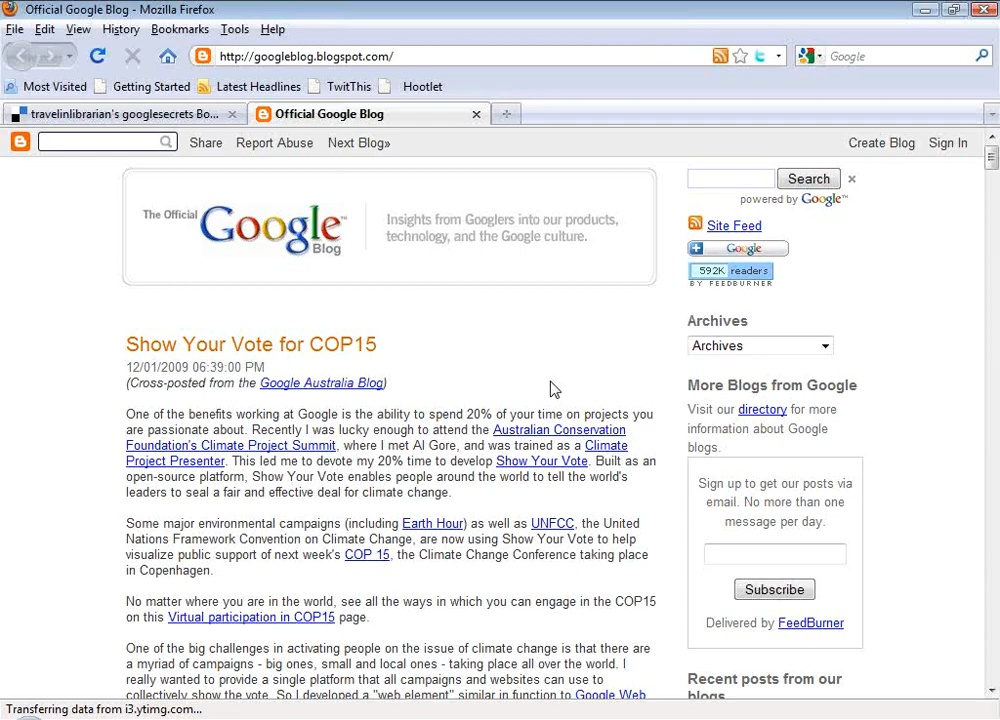 Official Google Blog - Mozilla Firefox
File Edit View History Bookmarks Tools Help
http://googleblog.blogspot.com/
Google
Most Visited Getting Started Latest Headlines TwitThis Hootlet
travelinlibrarian's googlesecrets Bo...
Official Google Blog
Share Report Abuse Next Blog» Create Blog Sign In
The Official Google™ Blog
Insights from Googlers into our products,
technology, and the Google culture.
Show Your Vote for COP15
12/01/2009 06:39:00 PM
(Cross-posted from the Google Australia Blog)
One of the benefits working at Google is the ability to spend 20% of your time on projects you
are passionate about. Recently I was lucky enough to attend the Australian Conservation
Foundation's Climate Project Summit, where I met Al Gore, and was trained as a Climate
Project Presenter. This led me to devote my 20% time to develop Show Your Vote. Built as an
open-source platform, Show Your Vote enables people around the world to tell the world's
leaders to seal a fair and effective deal for climate change.
Some major environmental campaigns (including Earth Hour) as well as UNFCC, the United
Nations Framework Convention on Climate Change, are now using Show Your Vote to help
visualize public support of next week's COP 15, the Climate Change Conference taking place
in Copenhagen.
No matter where you are in the world, see all the ways in which you can engage in the COP15
on this Virtual participation in COP15 page.
One of the big challenges in activating people on the issue of climate change is that there are
a myriad of campaigns - big ones, small and local ones - taking place all over the world. I
really wanted to provide a single platform that all campaigns and websites can use to
collectively show the vote. So I developed a "web element" similar in function to Google Web
Search
powered by Google™
Site Feed
Google
592K readers
BY FEEDBURNER
Archives
Archives
More Blogs from Google
Visit our directory for more
information about Google
blogs.
Sign up to get our posts via
email. No more than one
message per day.
Subscribe
Delivered by FeedBurner
Recent posts from our
blogs
Transferring data from i3.ytimg.com...